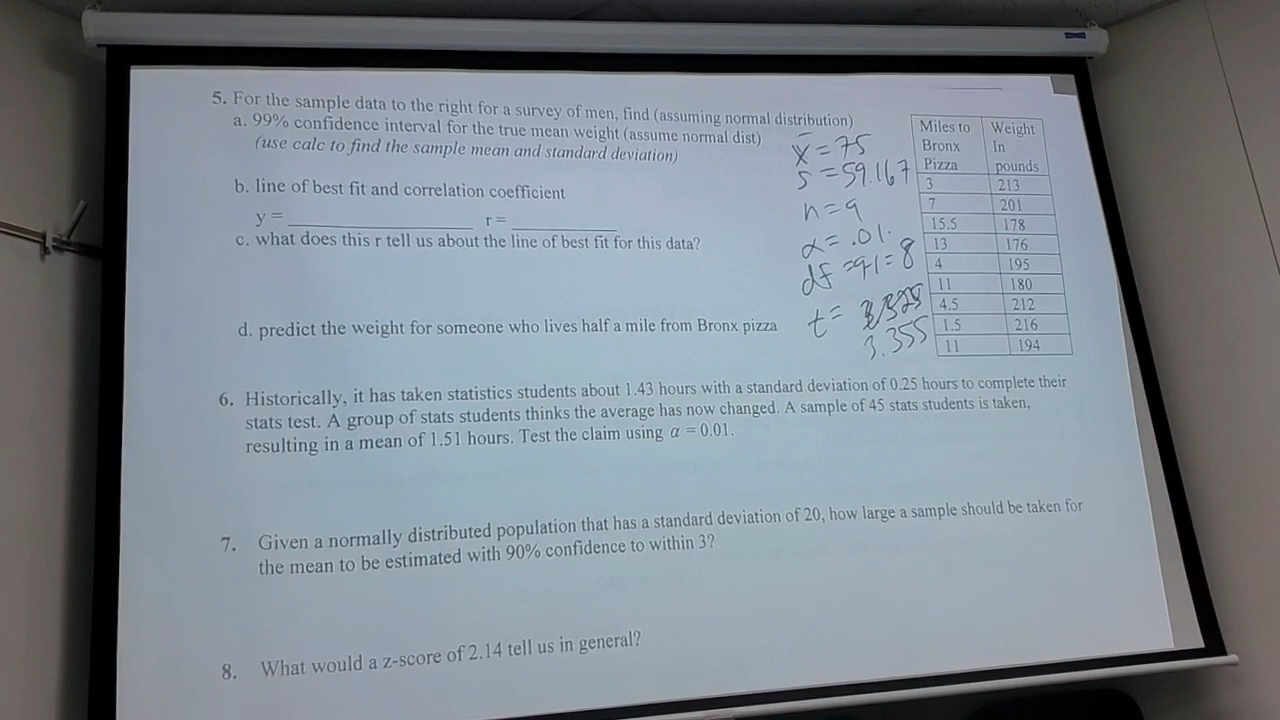 5. For the sample data to the right for a survey of men, find (assuming normal distribution)
a. 99% confidence interval for the true mean weight (assume normal dist)
(use calc to find the sample mean and standard deviation)
b. line of best fit and correlation coefficient
y = ____________________ r = ____________
c. what does this r tell us about the line of best fit for this data?
d. predict the weight for someone who lives half a mile from Bronx pizza
x̄ = 75
s = 59.167
n = 9
α = .01.
df = 9-1 = 8
t =
3.355
Miles to Bronx Pizza Weight In pounds
3 213
7 201
15.5 178
13 176
4 195
11 180
4.5 212
1.5 216
11 194
6. Historically, it has taken statistics students about 1.43 hours with a standard deviation of 0.25 hours to complete their
stats test. A group of stats students thinks the average has now changed. A sample of 45 stats students is taken,
resulting in a mean of 1.51 hours. Test the claim using α = 0.01.
7. Given a normally distributed population that has a standard deviation of 20, how large a sample should be taken for
the mean to be estimated with 90% confidence to within 3?
8. What would a z-score of 2.14 tell us in general?